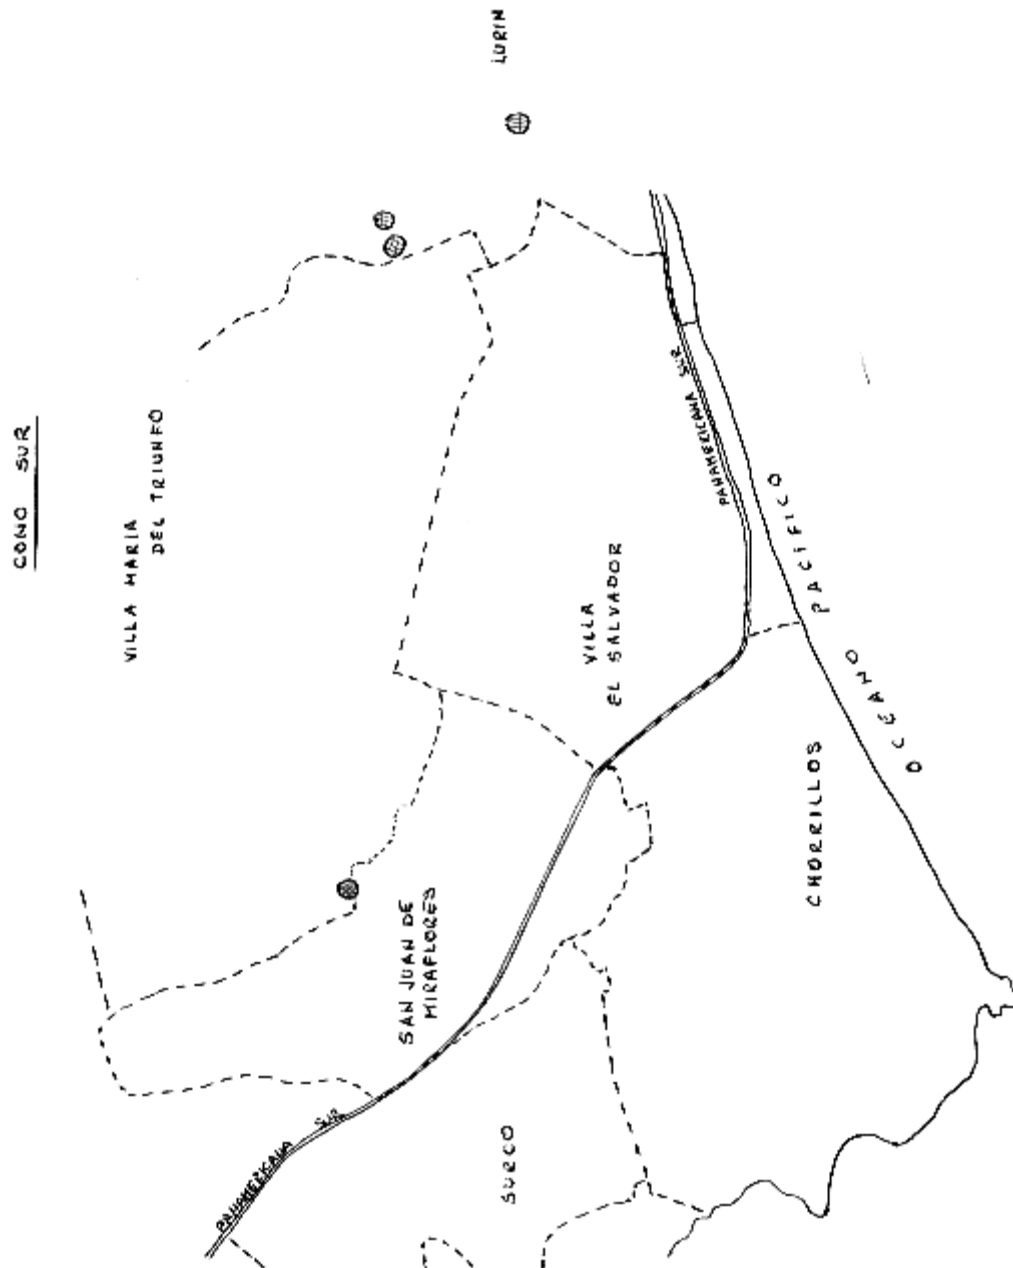 CONO SUR
LURIN
VILLA MARIA
DEL TRIUNFO
VILLA
EL SALVADOR
PANAMERICANA SUR
OCEANO PACIFICO
CHORRILLOS
SAN JUAN DE
MIRAFLORES
SURCO
PANAMERICANA SUR